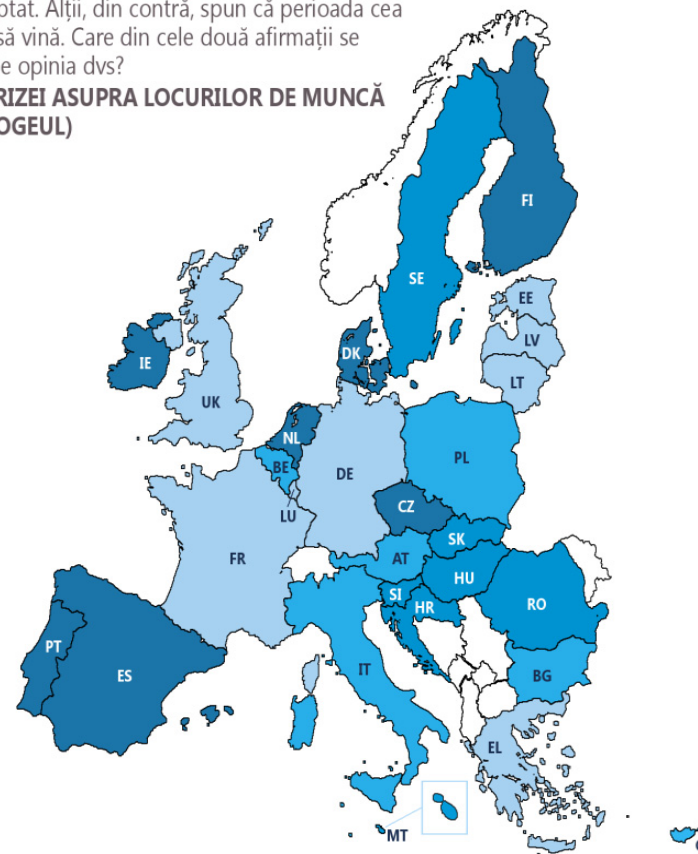 ptat. Alții, din contră, spun că perioada cea
să vină. Care din cele două afirmații se
e opinia dvs?
RIZEI ASUPRA LOCURILOR DE MUNCĂ
OGEUL)
FI
SE
EE
LV
LT
DK
IE
UK
NL
BE
DE
PL
LU
CZ
SK
FR
AT
HU
SI
HR
RO
PT
ES
IT
BG
EL
MT